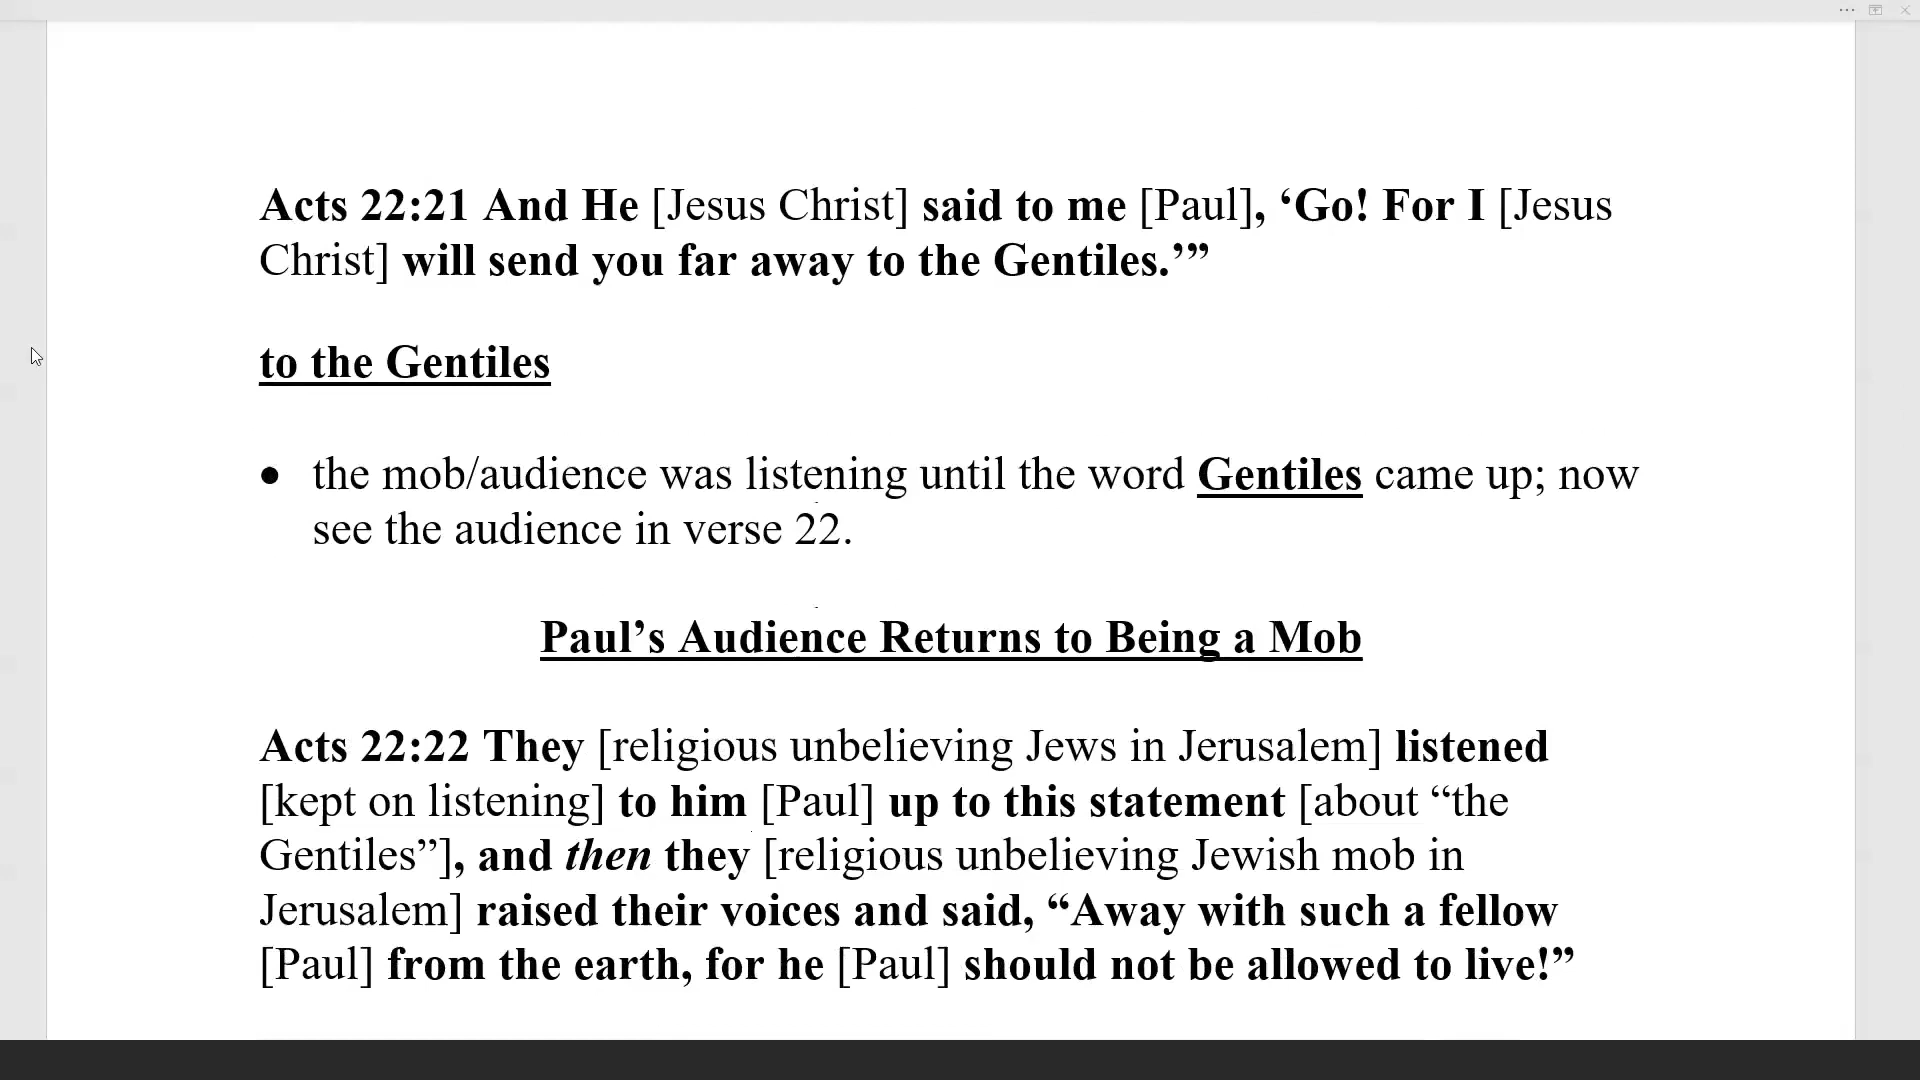 Acts 22:21 And He [Jesus Christ] said to me [Paul], ‘Go! For I [Jesus
Christ] will send you far away to the Gentiles.’”
to the Gentiles
• the mob/audience was listening until the word Gentiles came up; now
see the audience in verse 22.
Paul’s Audience Returns to Being a Mob
Acts 22:22 They [religious unbelieving Jews in Jerusalem] listened
[kept on listening] to him [Paul] up to this statement [about “the
Gentiles”], and then they [religious unbelieving Jewish mob in
Jerusalem] raised their voices and said, “Away with such a fellow
[Paul] from the earth, for he [Paul] should not be allowed to live!”